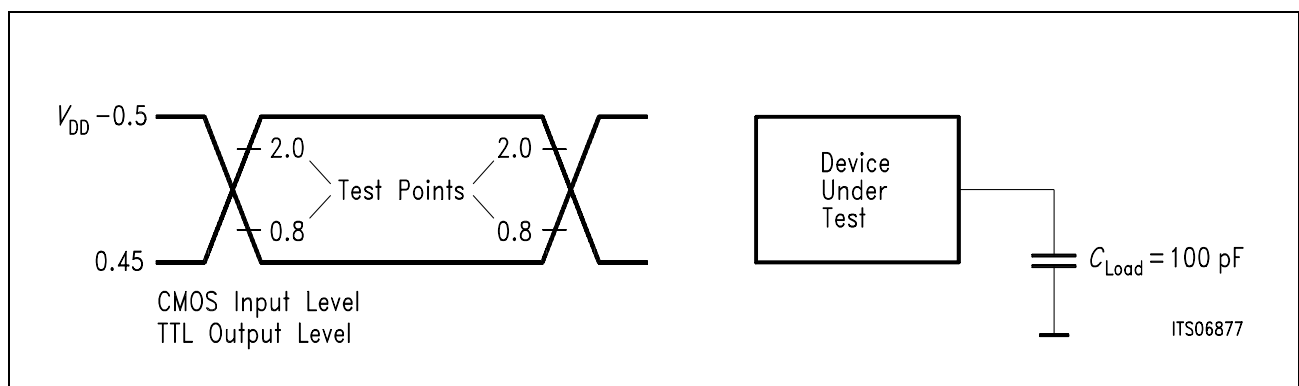 V_DD −0.5
2.0
2.0
Test Points
0.8
0.8
0.45
CMOS Input Level
TTL Output Level
Device
Under
Test
C_Load = 100 pF
ITS06877